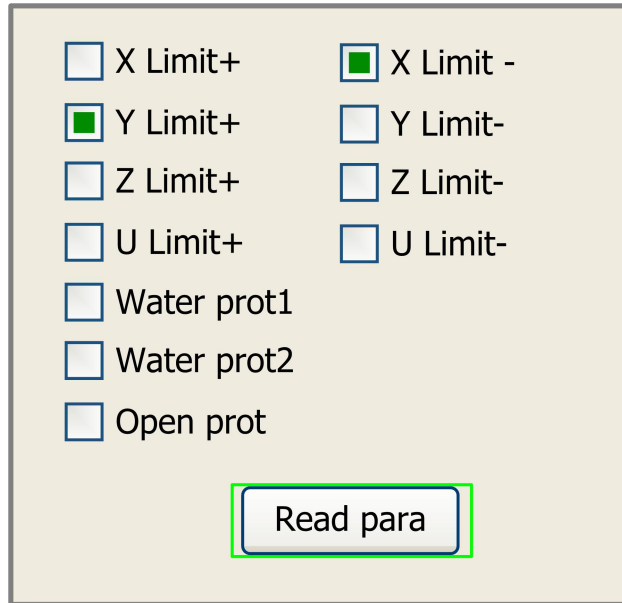 X Limit+
X Limit -
Y Limit+
Y Limit-
Z Limit+
Z Limit-
U Limit+
U Limit-
Water prot1
Water prot2
Open prot
Read para